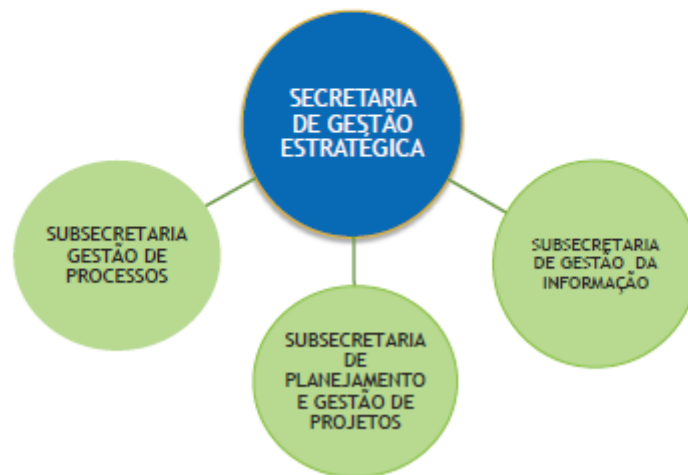 SECRETARIA
DE GESTÃO
ESTRATÉGICA
SUBSECRETARIA
GESTÃO DE
PROCESSOS
SUBSECRETARIA
DE
PLANEJAMENTO
E GESTÃO DE
PROJETOS
SUBSECRETARIA
DE GESTÃO DA
INFORMAÇÃO